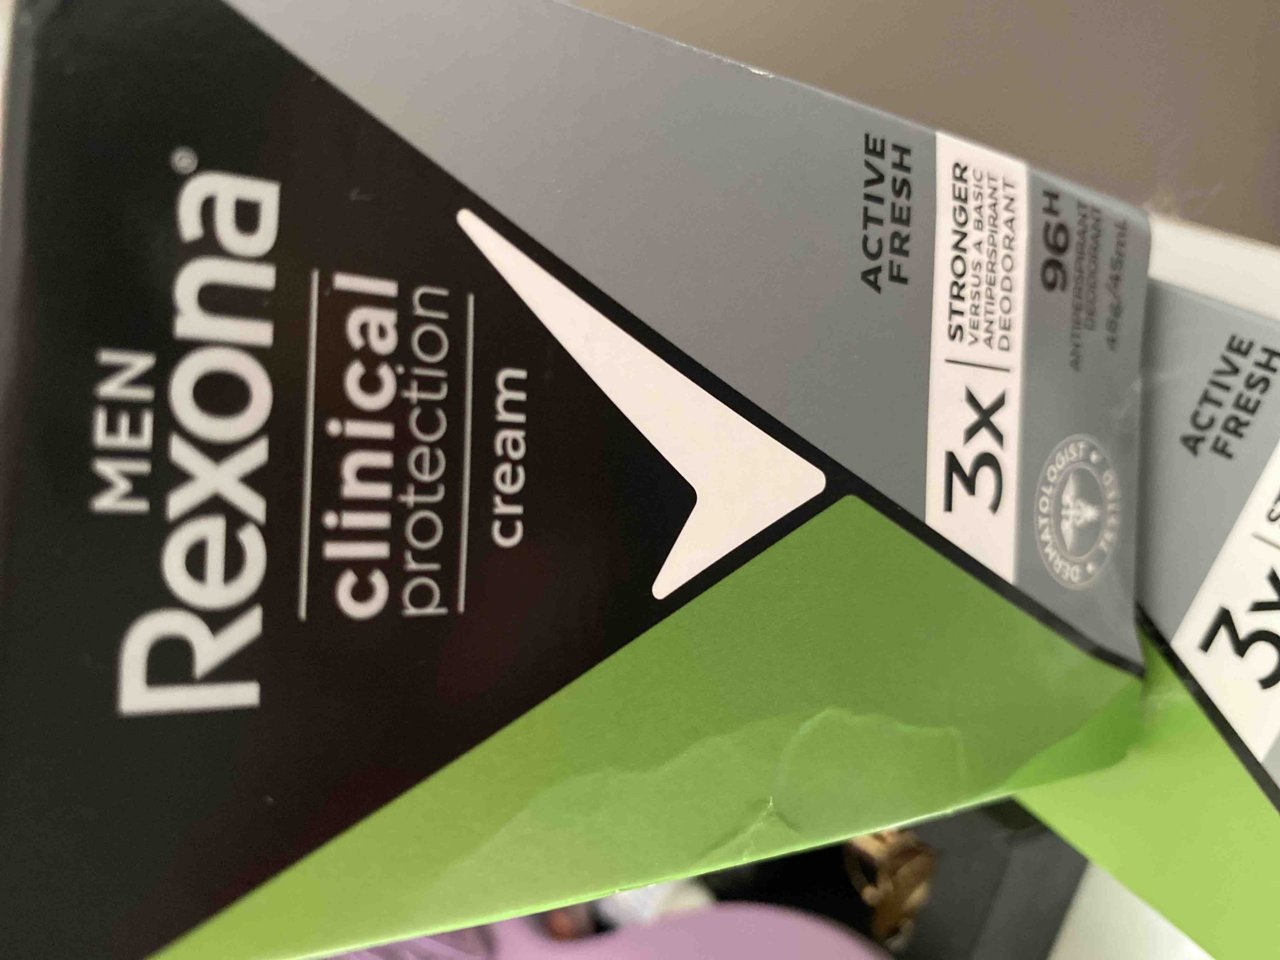 MEN
Rexona®
clinical
protection
cream
ACTIVE
FRESH
3x
STRONGER
VERSUS A BASIC
ANTIPERSPIRANT
DEODORANT
DERMATOLOGIST TESTED
96H
ANTIPERSPIRANT
DEODORANT
48g/45mL
ACTIVE
FRESH
3x